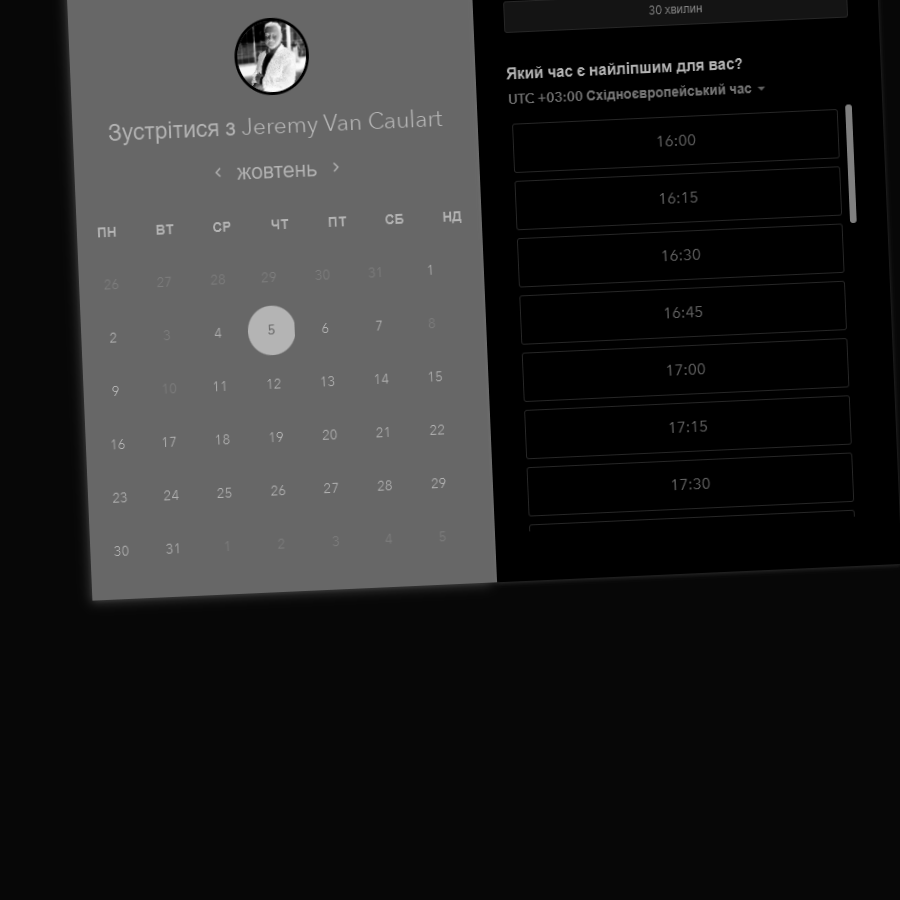 Зустрітися з Jeremy Van Caulart
жовтень
ПН ВТ СР ЧТ ПТ СБ НД
26 27 28 29 30 31 1
2 3 4 5 6 7 8
9 10 11 12 13 14 15
16 17 18 19 20 21 22
23 24 25 26 27 28 29
30 31 1 2 3 4 5
30 хвилин
Який час є найліпшим для вас?
UTC +03:00 Східноєвропейський час
16:00
16:15
16:30
16:45
17:00
17:15
17:30